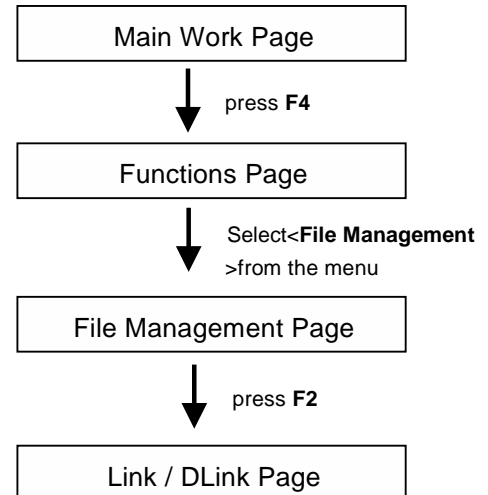 Main Work Page
press F4
Functions Page
Select<File Management
>from the menu
File Management Page
press F2
Link / DLink Page